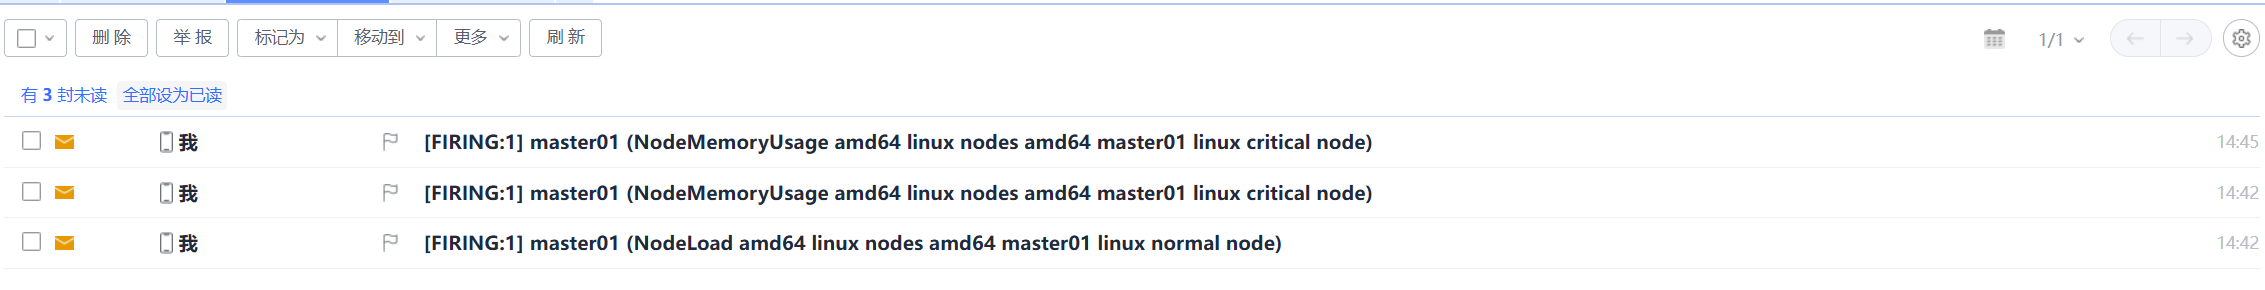 删 除 举 报 标记为 移动到 更多 刷 新 1/1
有 3 封未读 全部设为已读
我 [FIRING:1] master01 (NodeMemoryUsage amd64 linux nodes amd64 master01 linux critical node) 14:45
我 [FIRING:1] master01 (NodeMemoryUsage amd64 linux nodes amd64 master01 linux critical node) 14:42
我 [FIRING:1] master01 (NodeLoad amd64 linux nodes amd64 master01 linux normal node) 14:42